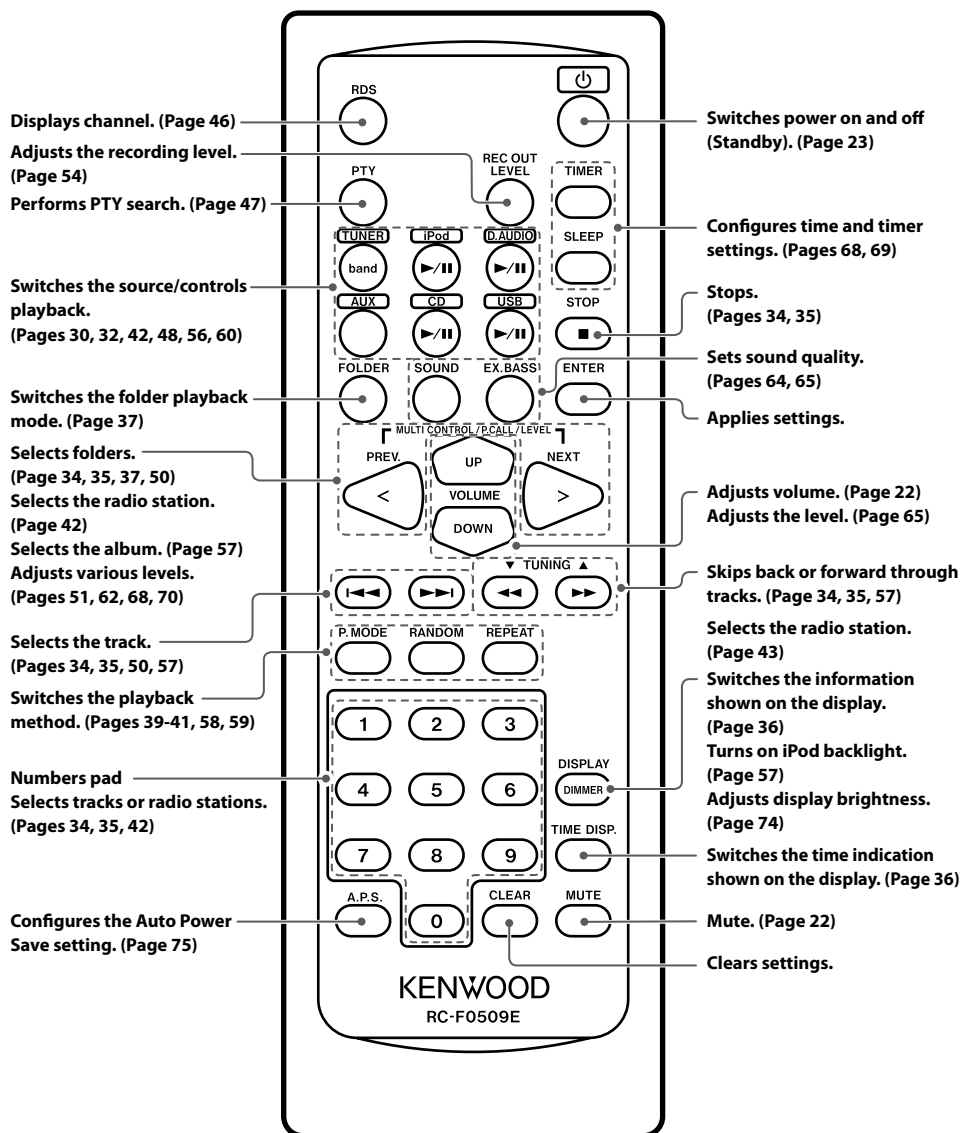 Displays channel. (Page 46)
Adjusts the recording level.
(Page 54)
Performs PTY search. (Page 47)
Switches the source/controls
playback.
(Pages 30, 32, 42, 48, 56, 60)
Switches the folder playback
mode. (Page 37)
Selects folders.
(Page 34, 35, 37, 50)
Selects the radio station.
(Page 42)
Selects the album. (Page 57)
Adjusts various levels.
(Pages 51, 62, 68, 70)
Selects the track.
(Pages 34, 35, 50, 57)
Switches the playback
method. (Pages 39-41, 58, 59)
Numbers pad
Selects tracks or radio stations.
(Pages 34, 35, 42)
Configures the Auto Power
Save setting. (Page 75)
RDS
PTY
REC OUT
LEVEL
TIMER
TUNER
iPod
D.AUDIO
SLEEP
band
AUX
CD
USB
STOP
FOLDER
SOUND
EX.BASS
ENTER
MULTI CONTROL / P.CALL / LEVEL
PREV.
UP
NEXT
<
VOLUME
>
DOWN
▼ TUNING ▲
P.MODE
RANDOM
REPEAT
1
2
3
DISPLAY
4
5
6
DIMMER
TIME DISP.
7
8
9
A.P.S.
0
CLEAR
MUTE
KENWOOD
RC-F0509E
Switches power on and off
(Standby). (Page 23)
Configures time and timer
settings. (Pages 68, 69)
Stops.
(Pages 34, 35)
Sets sound quality.
(Pages 64, 65)
Applies settings.
Adjusts volume. (Page 22)
Adjusts the level. (Page 65)
Skips back or forward through
tracks. (Page 34, 35, 57)
Selects the radio station.
(Page 43)
Switches the information
shown on the display.
(Page 36)
Turns on iPod backlight.
(Page 57)
Adjusts display brightness.
(Page 74)
Switches the time indication
shown on the display. (Page 36)
Mute. (Page 22)
Clears settings.